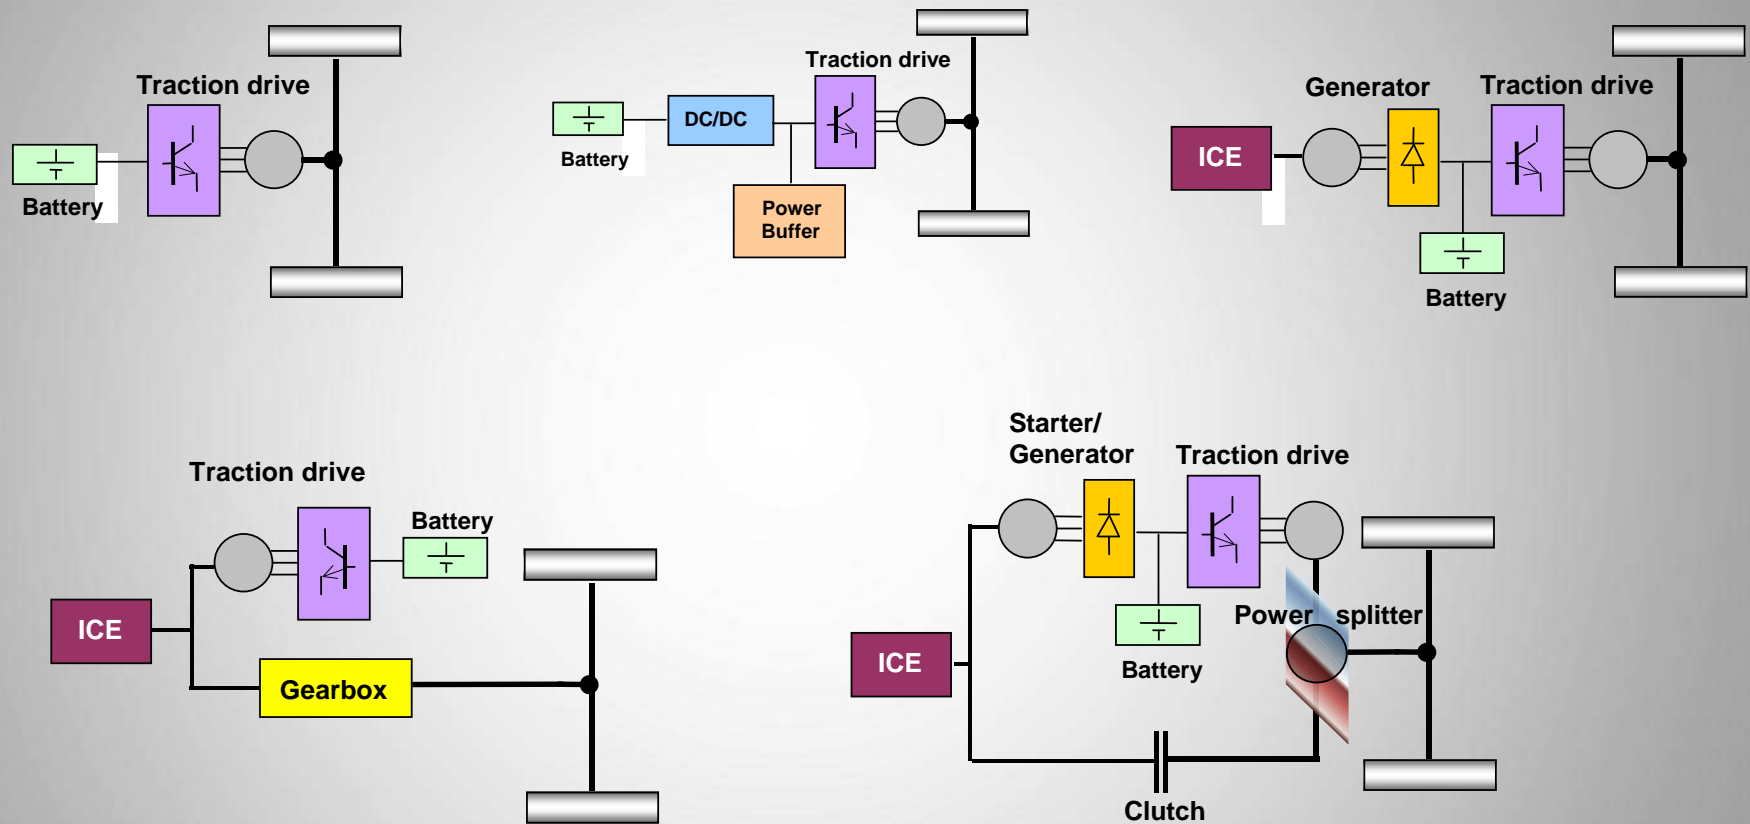 Traction drive
Battery
Traction drive
DC/DC
Battery
Power
Buffer
Generator
Traction drive
ICE
Battery
Traction drive
Battery
ICE
Gearbox
Starter/
Generator
Traction drive
Power splitter
ICE
Battery
Clutch